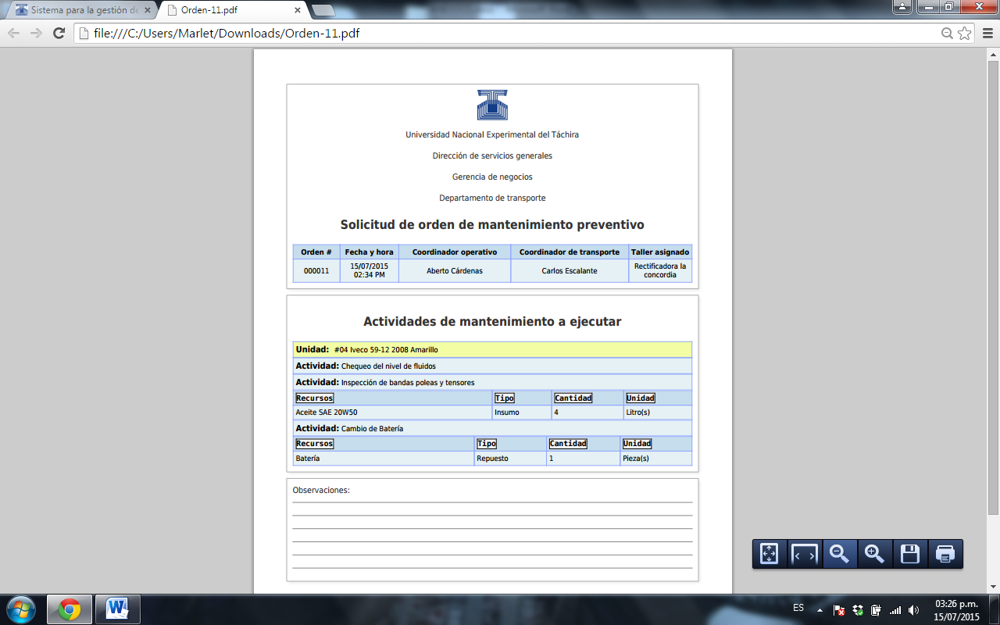 Sistema para la gestión de
Orden-11.pdf
file:///C:/Users/Marlet/Downloads/Orden-11.pdf
Universidad Nacional Experimental del Táchira
Dirección de servicios generales
Gerencia de negocios
Departamento de transporte
Solicitud de orden de mantenimiento preventivo
Orden # Fecha y hora Coordinador operativo Coordinador de transporte Taller asignado
000011 15/07/2015 02:34 PM Aberto Cárdenas Carlos Escalante Rectificadora la concordia
Actividades de mantenimiento a ejecutar
Unidad: #04 Iveco 59-12 2008 Amarillo
Actividad: Chequeo del nivel de fluidos
Actividad: Inspección de bandas poleas y tensores
Recursos Tipo Cantidad Unidad
Aceite SAE 20W50 Insumo 4 Litro(s)
Actividad: Cambio de Batería
Recursos Tipo Cantidad Unidad
Batería Repuesto 1 Pieza(s)
Observaciones:
ES
03:26 p.m.
15/07/2015